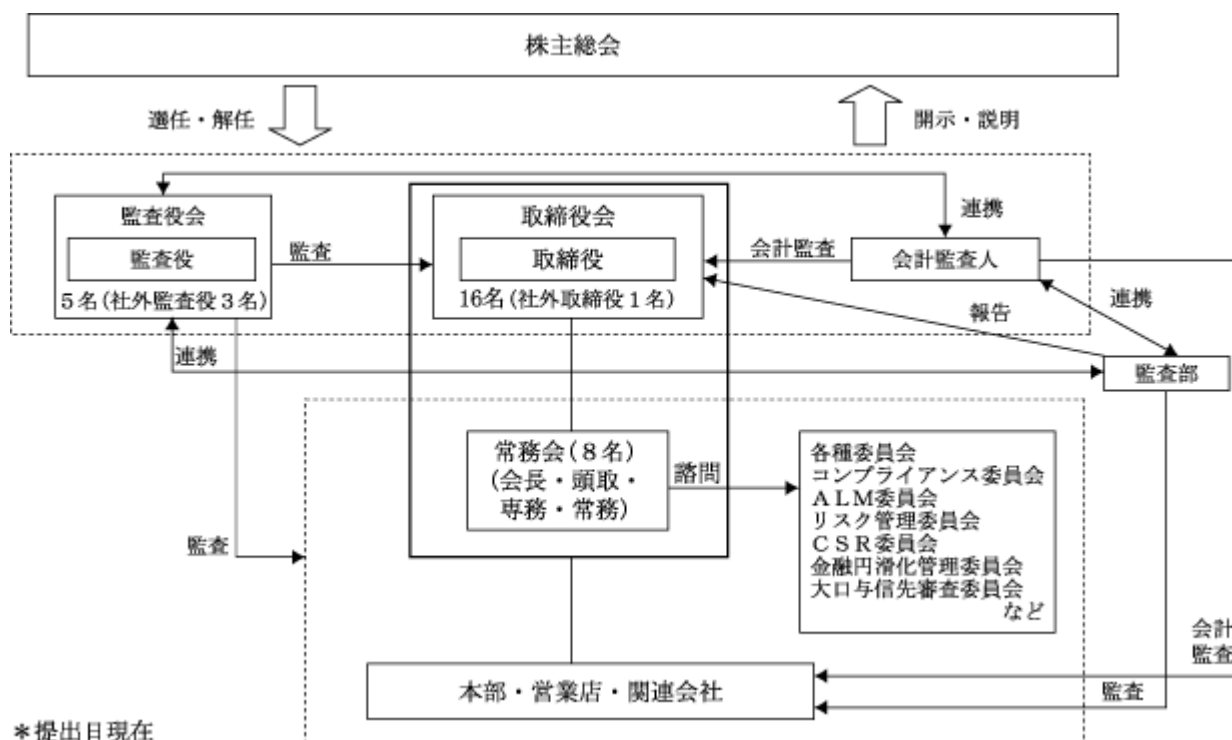 株主総会
選任・解任
開示・説明
監査役会
監査役
5名(社外監査役3名)
監査
取締役会
取締役
16名(社外取締役1名)
会計監査
連携
会計監査人
連携
報告
連携
監査部
常務会(8名)
(会長・頭取・
専務・常務)
諮問
各種委員会
コンプライアンス委員会
ALM委員会
リスク管理委員会
CSR委員会
金融円滑化管理委員会
大口与信先審査委員会
など
監査
会計
監査
本部・営業店・関連会社
監査
＊提出日現在